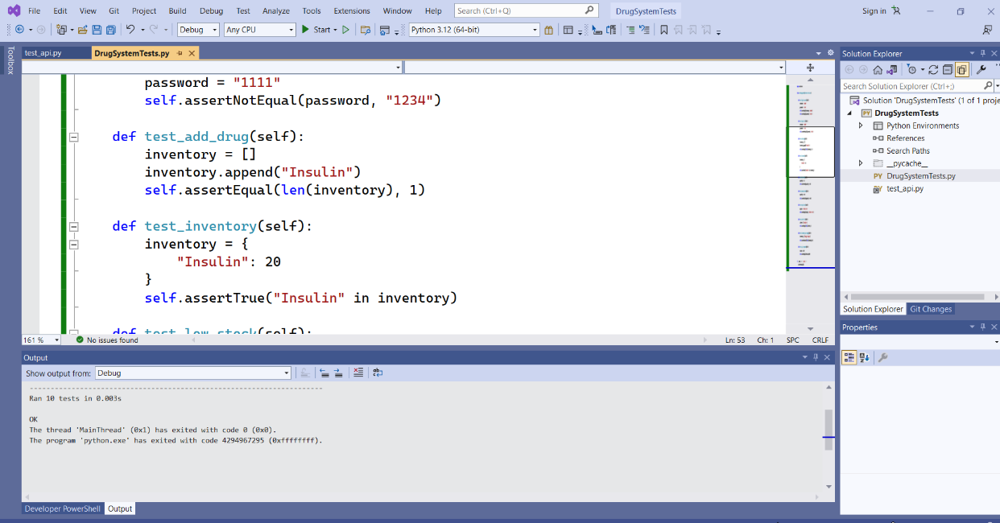 File Edit View Git Project Build Debug Test Analyze Tools Extensions Window Help Search (Ctrl+Q) DrugSystemTests Sign in
Debug Any CPU Start Python 3.12 (64-bit)
Toolbox
test_api.py DrugSystemTests.py
password = "1111"
self.assertNotEqual(password, "1234")
def test_add_drug(self):
inventory = []
inventory.append("Insulin")
self.assertEqual(len(inventory), 1)
def test_inventory(self):
inventory = {
"Insulin": 20
}
self.assertTrue("Insulin" in inventory)
def test_low_stock(self):
161 % No issues found Ln: 53 Ch: 1 SPC CRLF
Output
Show output from: Debug
----------------------------------------------------------------------
Ran 10 tests in 0.003s
OK
The thread 'MainThread' (0x1) has exited with code 0 (0x0).
The program 'python.exe' has exited with code 4294967295 (0xffffffff).
Developer PowerShell Output
Solution Explorer
Search Solution Explorer (Ctrl+;)
Solution 'DrugSystemTests' (1 of 1 proje
PY DrugSystemTests
Python Environments
References
Search Paths
__pycache__
PY DrugSystemTests.py
test_api.py
Solution Explorer Git Changes
Properties